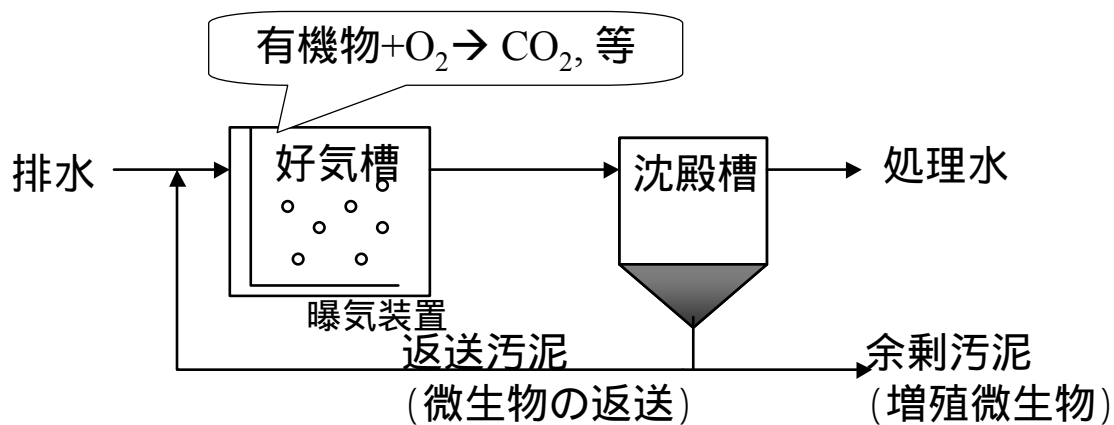 有機物+O₂→ CO₂, 等
好気槽
排水
沈殿槽
処理水
曝気装置
返送汚泥
(微生物の返送)
余剰汚泥
(増殖微生物)